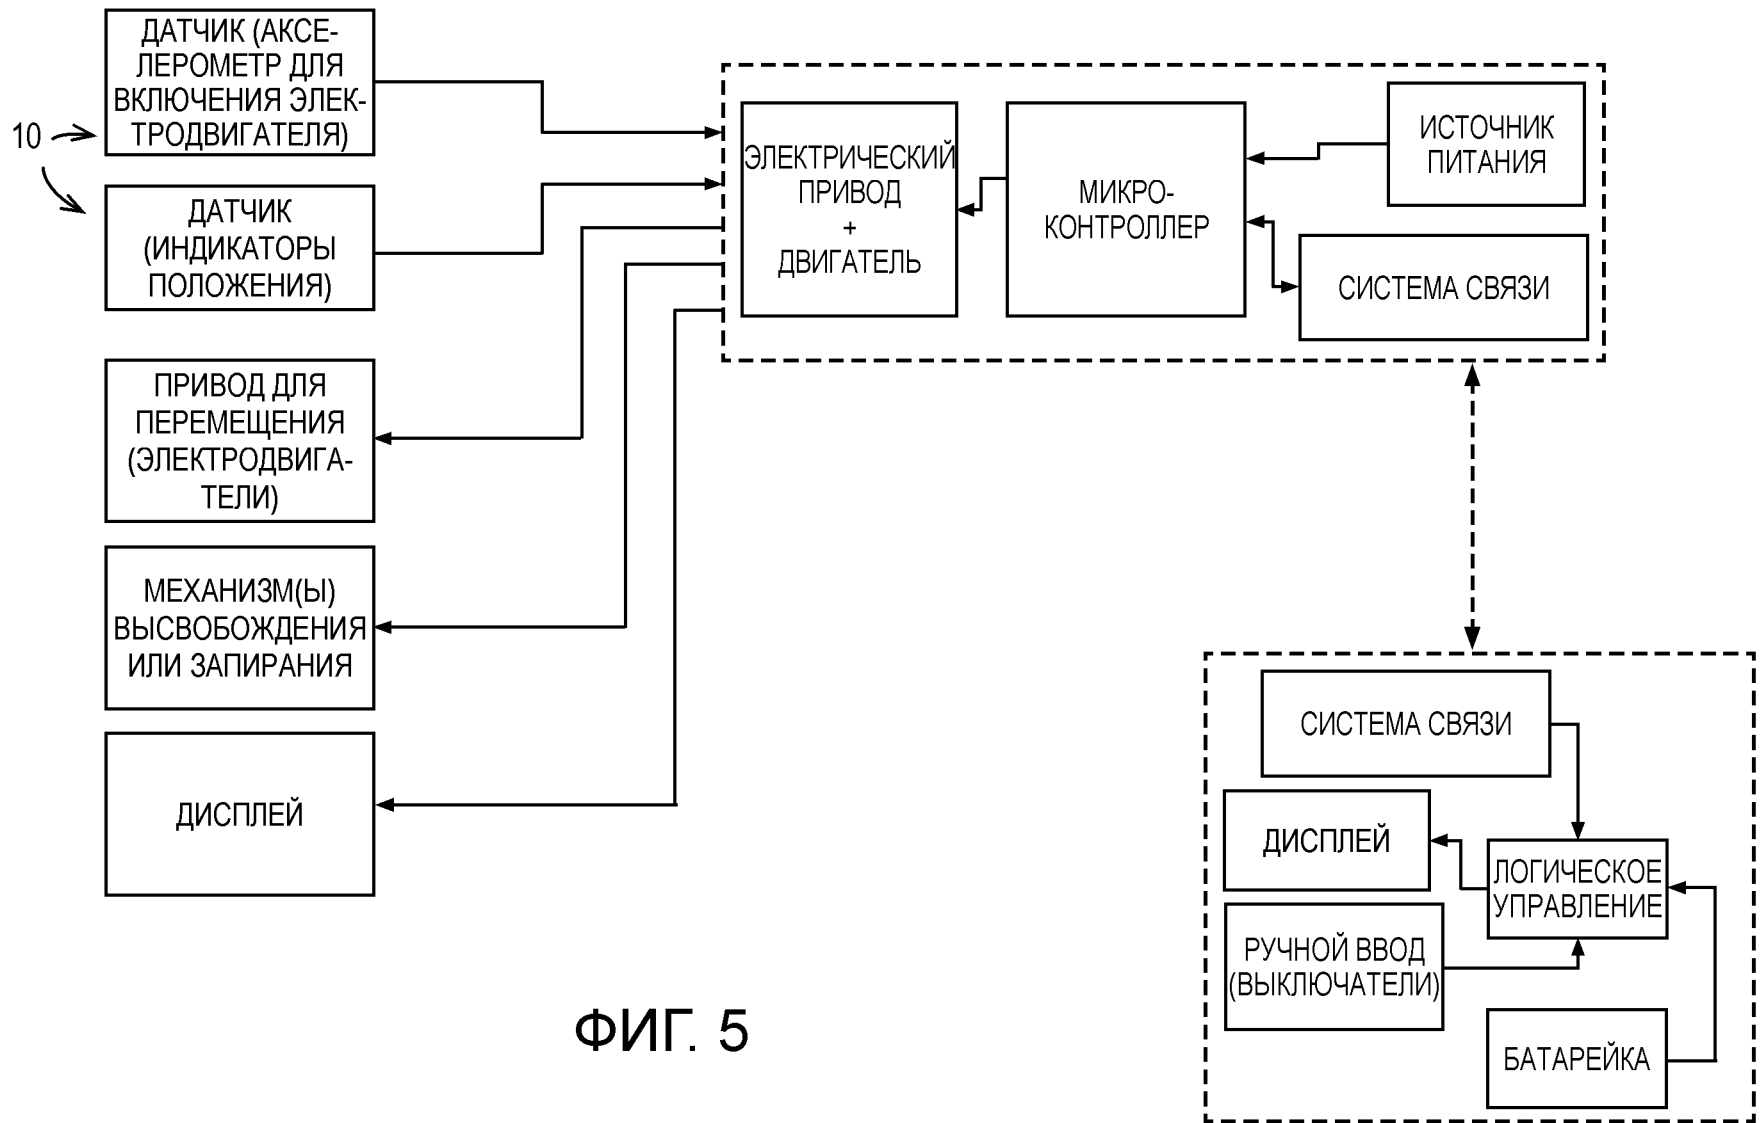 ДАТЧИК (АКСЕ-
ЛЕРОМЕТР ДЛЯ
ВКЛЮЧЕНИЯ ЭЛЕК-
ТРОДВИГАТЕЛЯ)
10
ДАТЧИК
(ИНДИКАТОРЫ
ПОЛОЖЕНИЯ)
ПРИВОД ДЛЯ
ПЕРЕМЕЩЕНИЯ
(ЭЛЕКТРОДВИГА-
ТЕЛИ)
МЕХАНИЗМ(Ы)
ВЫСВОБОЖДЕНИЯ
ИЛИ ЗАПИРАНИЯ
ДИСПЛЕЙ
ЭЛЕКТРИЧЕСКИЙ
ПРИВОД
+
ДВИГАТЕЛЬ
МИКРО-
КОНТРОЛЛЕР
ИСТОЧНИК
ПИТАНИЯ
СИСТЕМА СВЯЗИ
СИСТЕМА СВЯЗИ
ДИСПЛЕЙ
ЛОГИЧЕСКОЕ
УПРАВЛЕНИЕ
РУЧНОЙ ВВОД
(ВЫКЛЮЧАТЕЛИ)
БАТАРЕЙКА
ФИГ. 5